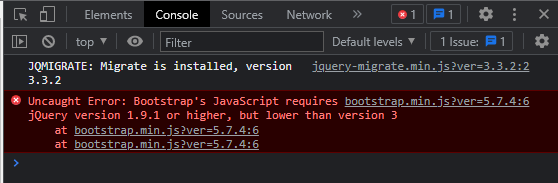 Elements Console Sources Network » 1 1
top ▼ Filter Default levels ▼ 1 Issue: 1
JQMIGRATE: Migrate is installed, version jquery-migrate.min.js?ver=3.3.2:2
3.3.2
Uncaught Error: Bootstrap's JavaScript requires bootstrap.min.js?ver=5.7.4:6
jQuery version 1.9.1 or higher, but lower than version 3
at bootstrap.min.js?ver=5.7.4:6
at bootstrap.min.js?ver=5.7.4:6